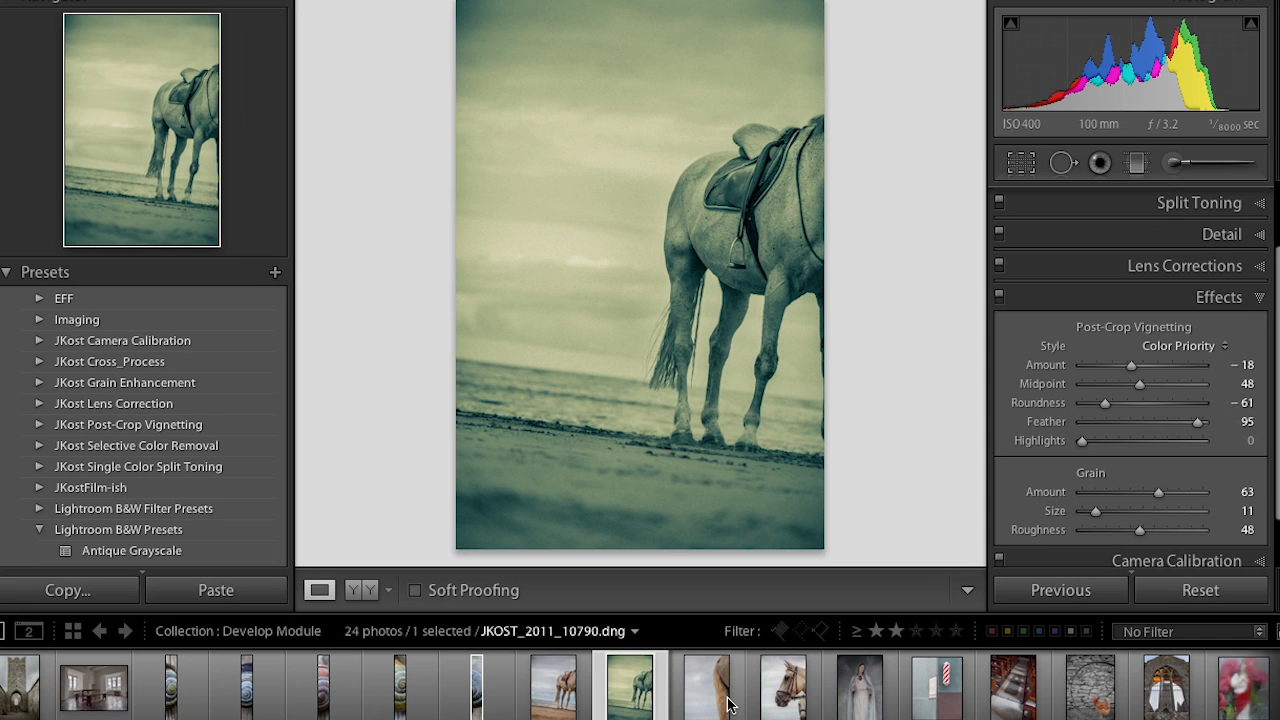 Presets +
EFF
Imaging
JKost Camera Calibration
JKost Cross_Process
JKost Grain Enhancement
JKost Lens Correction
JKost Post-Crop Vignetting
JKost Selective Color Removal
JKost Single Color Split Toning
JKostFilm-ish
Lightroom B&W Filter Presets
Lightroom B&W Presets
Antique Grayscale
Copy... Paste
YY Soft Proofing
ISO 400 100 mm ƒ / 3.2 1/8000 sec
Split Toning
Detail
Lens Corrections
Effects
Post-Crop Vignetting
Style Color Priority
Amount – 18
Midpoint 48
Roundness – 61
Feather 95
Highlights 0
Grain
Amount 63
Size 11
Roughness 48
Camera Calibration
Previous Reset
2 Collection : Develop Module 24 photos / 1 selected / JKOST_2011_10790.dng Filter : ≥ No Filter